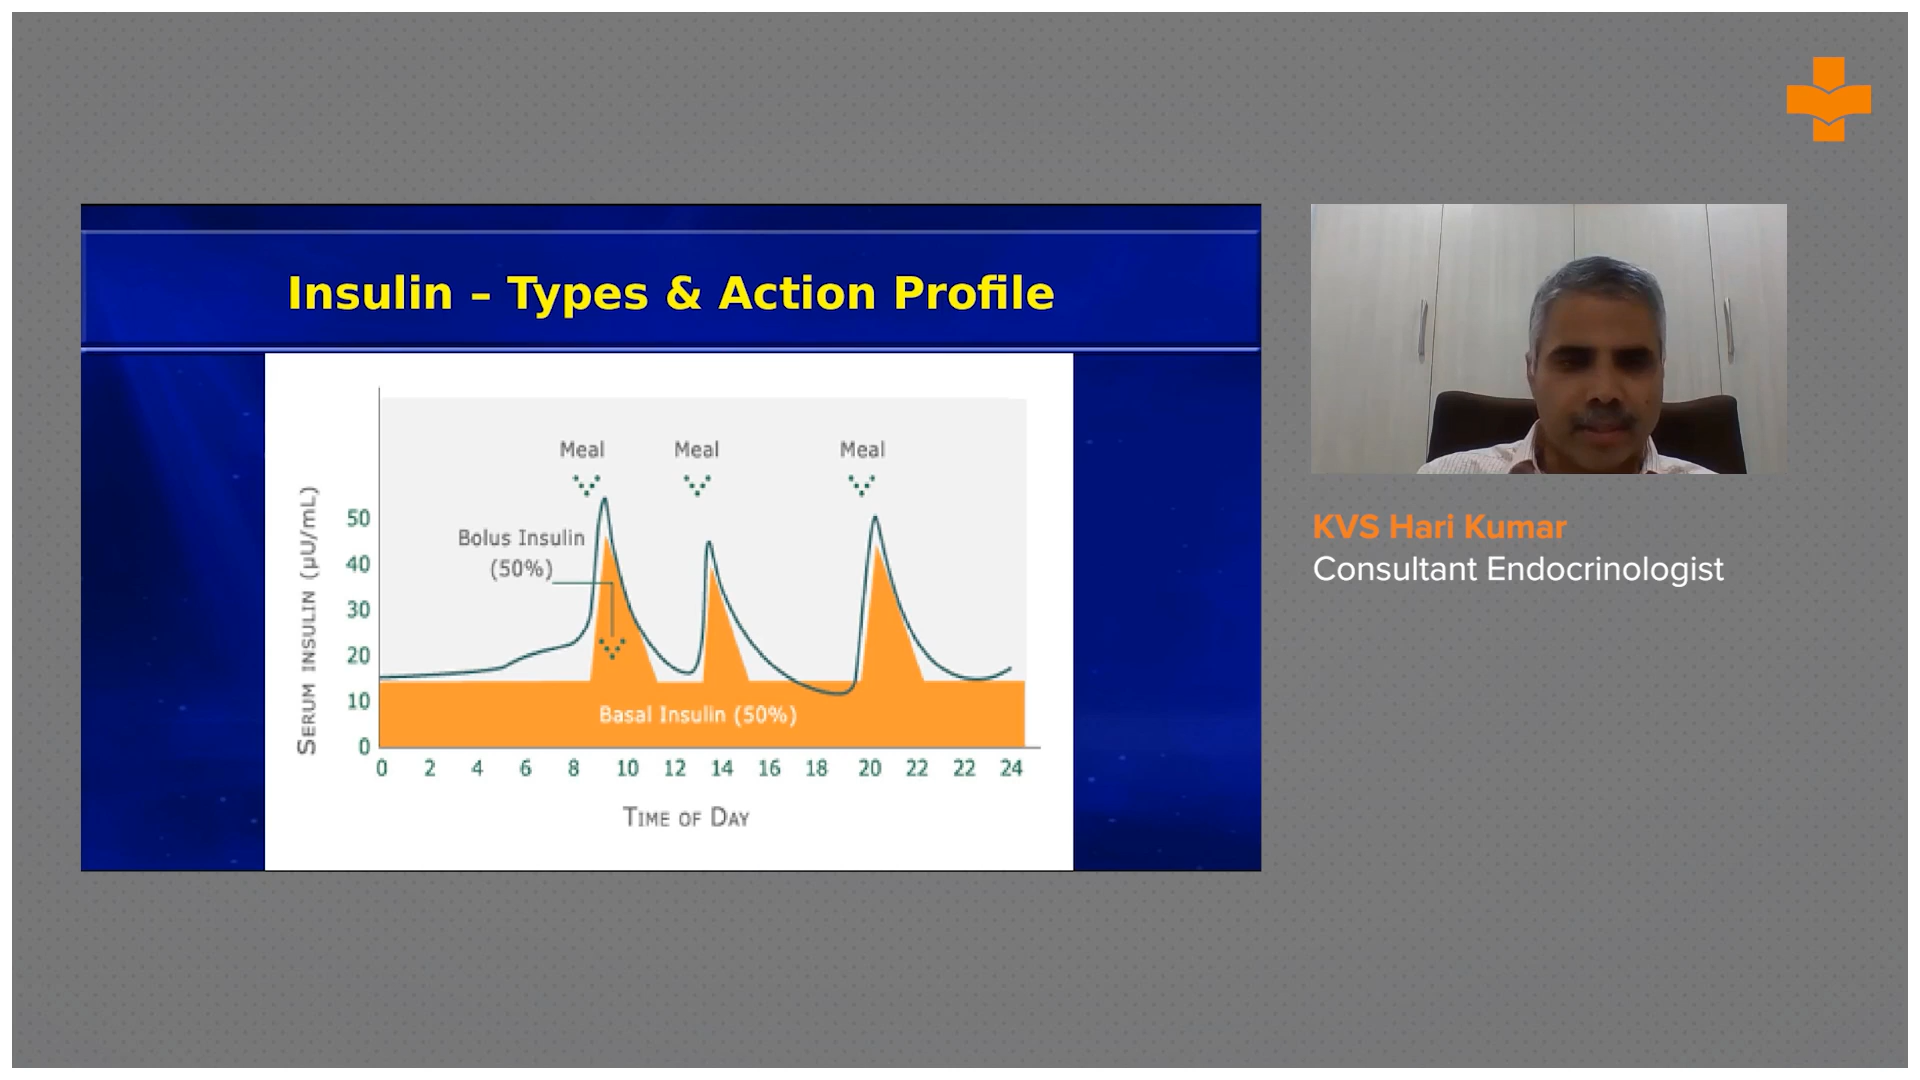 Insulin – Types & Action Profile
Meal Meal Meal
Bolus Insulin
(50%)
SERUM INSULIN (µU/mL)
50
40
30
20
10
0
Basal Insulin (50%)
0 2 4 6 8 10 12 14 16 18 20 22 22 24
TIME OF DAY
KVS Hari Kumar
Consultant Endocrinologist